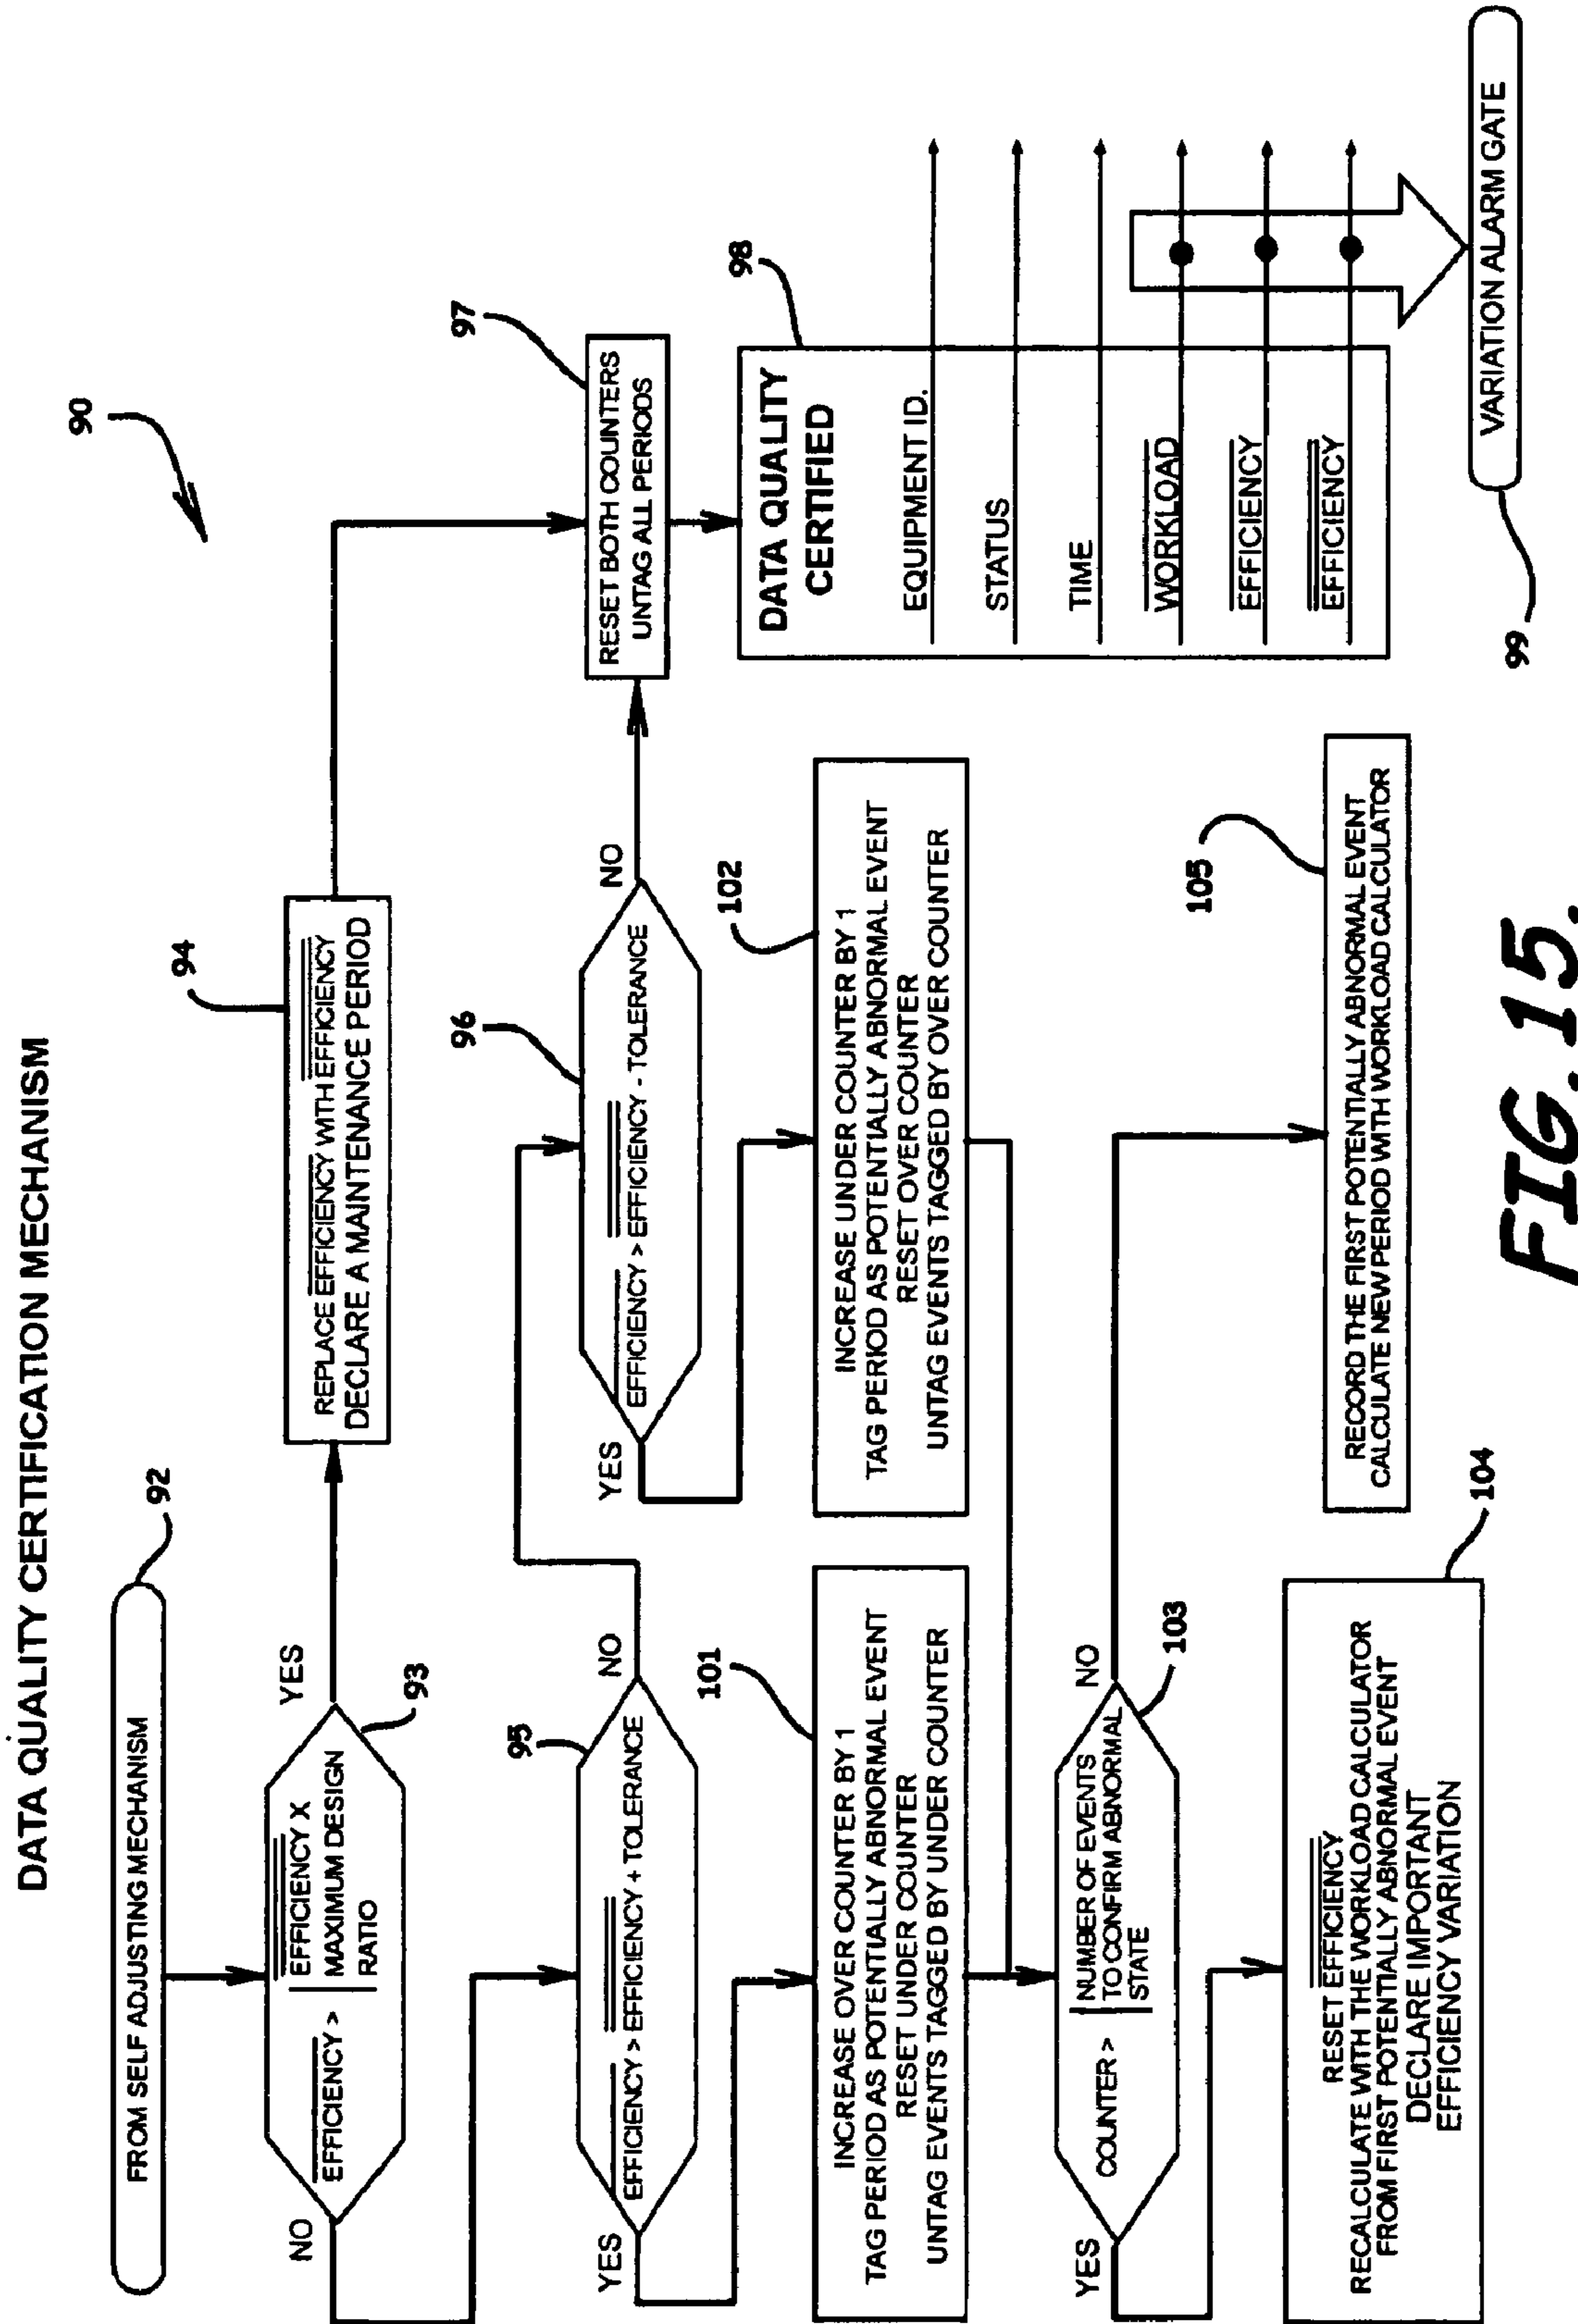 DATA QUALITY CERTIFICATION MECHANISM
90
FROM SELF ADJUSTING MECHANISM
92
EFFICIENCY >
EFFICIENCY X
MAXIMUM DESIGN
RATIO
NO
YES
93
REPLACE EFFICIENCY WITH EFFICIENCY
DECLARE A MAINTENANCE PERIOD
94
EFFICIENCY > EFFICIENCY + TOLERANCE
YES
NO
95
EFFICIENCY > EFFICIENCY - TOLERANCE
YES
NO
96
RESET BOTH COUNTERS
UNTAG ALL PERIODS
97
INCREASE OVER COUNTER BY 1
TAG PERIOD AS POTENTIALLY ABNORMAL EVENT
RESET UNDER COUNTER
UNTAG EVENTS TAGGED BY UNDER COUNTER
101
INCREASE UNDER COUNTER BY 1
TAG PERIOD AS POTENTIALLY ABNORMAL EVENT
RESET OVER COUNTER
UNTAG EVENTS TAGGED BY OVER COUNTER
102
DATA QUALITY
CERTIFIED
98
EQUIPMENT ID.
STATUS
TIME
WORKLOAD
EFFICIENCY
EFFICIENCY
COUNTER >
NUMBER OF EVENTS
TO CONFIRM ABNORMAL
STATE
YES
NO
103
RESET EFFICIENCY
RECALCULATE WITH THE WORKLOAD CALCULATOR
FROM FIRST POTENTIALLY ABNORMAL EVENT
DECLARE IMPORTANT
EFFICIENCY VARIATION
104
RECORD THE FIRST POTENTIALLY ABNORMAL EVENT
CALCULATE NEW PERIOD WITH WORKLOAD CALCULATOR
105
VARIATION ALARM GATE
99
FIG. 15.